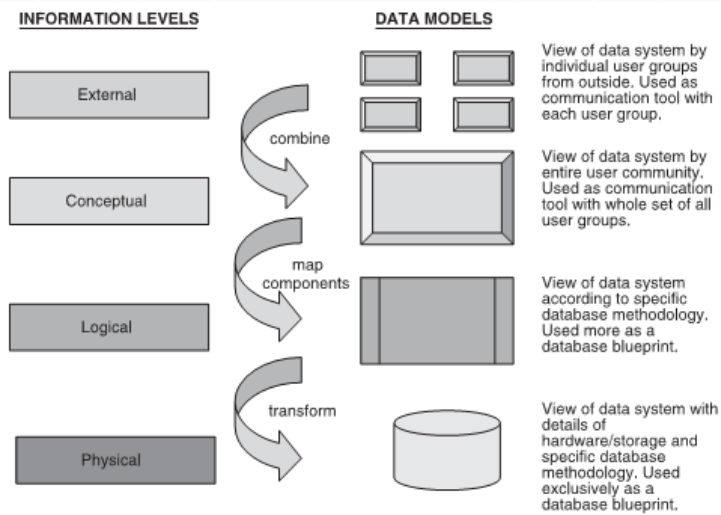 INFORMATION LEVELS
DATA MODELS
External
combine
View of data system by
individual user groups
from outside. Used as
communication tool with
each user group.
Conceptual
map
components
View of data system by
entire user community.
Used as communication
tool with whole set of all
user groups.
Logical
transform
View of data system
according to specific
database methodology.
Used more as a
database blueprint.
Physical
View of data system with
details of
hardware/storage and
specific database
methodology. Used
exclusively as a
database blueprint.